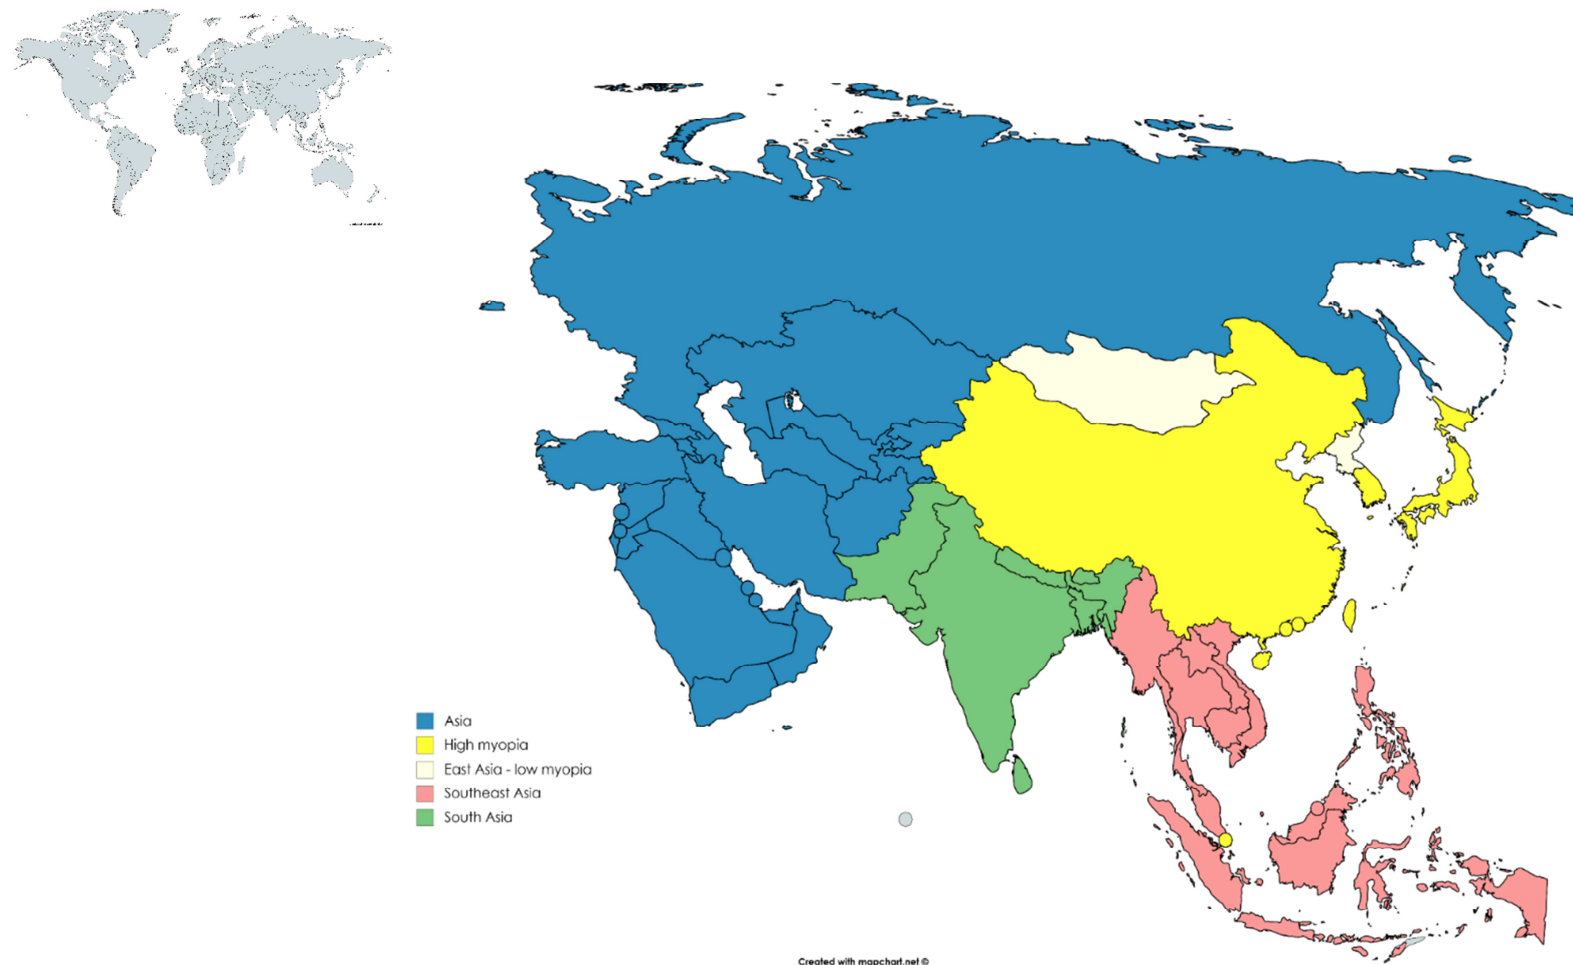 Asia
High myopia
East Asia - low myopia
Southeast Asia
South Asia
Created with mapchart.net ©